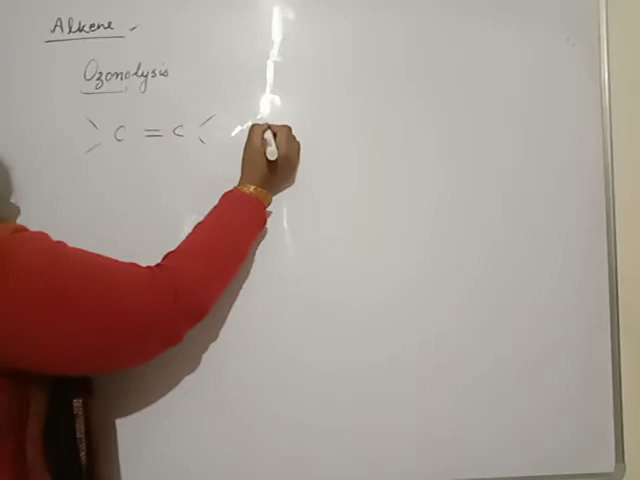 Alkene -
Ozonolysis
> C = C <